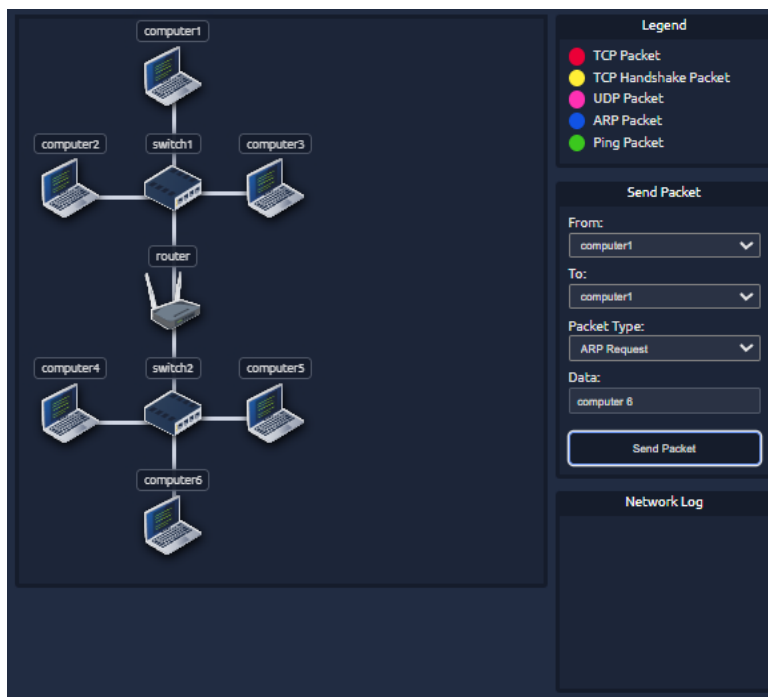 computer1
computer2
switch1
computer3
router
computer4
switch2
computer5
computer6
Legend
TCP Packet
TCP Handshake Packet
UDP Packet
ARP Packet
Ping Packet
Send Packet
From:
computer1
To:
computer1
Packet Type:
ARP Request
Data:
computer 6
Send Packet
Network Log